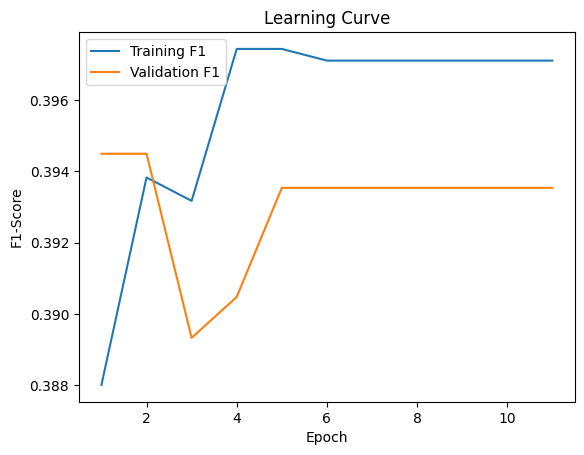 Learning Curve
Training F1
Validation F1
0.396
0.394
0.392
0.390
0.388
F1-Score
2 4 6 8 10
Epoch